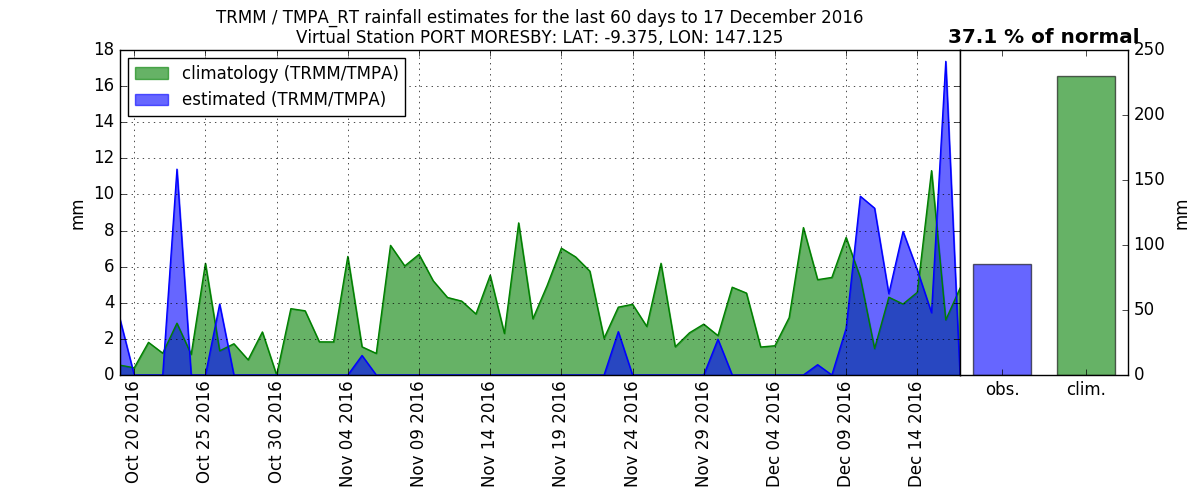 TRMM / TMPA_RT rainfall estimates for the last 60 days to 17 December 2016
Virtual Station PORT MORESBY: LAT: -9.375, LON: 147.125
37.1 % of normal
climatology (TRMM/TMPA)
estimated (TRMM/TMPA)
18
16
14
12
10
8
6
4
2
0
mm
Oct 20 2016
Oct 25 2016
Oct 30 2016
Nov 04 2016
Nov 09 2016
Nov 14 2016
Nov 19 2016
Nov 24 2016
Nov 29 2016
Dec 04 2016
Dec 09 2016
Dec 14 2016
obs.
clim.
250
200
150
100
50
0
mm